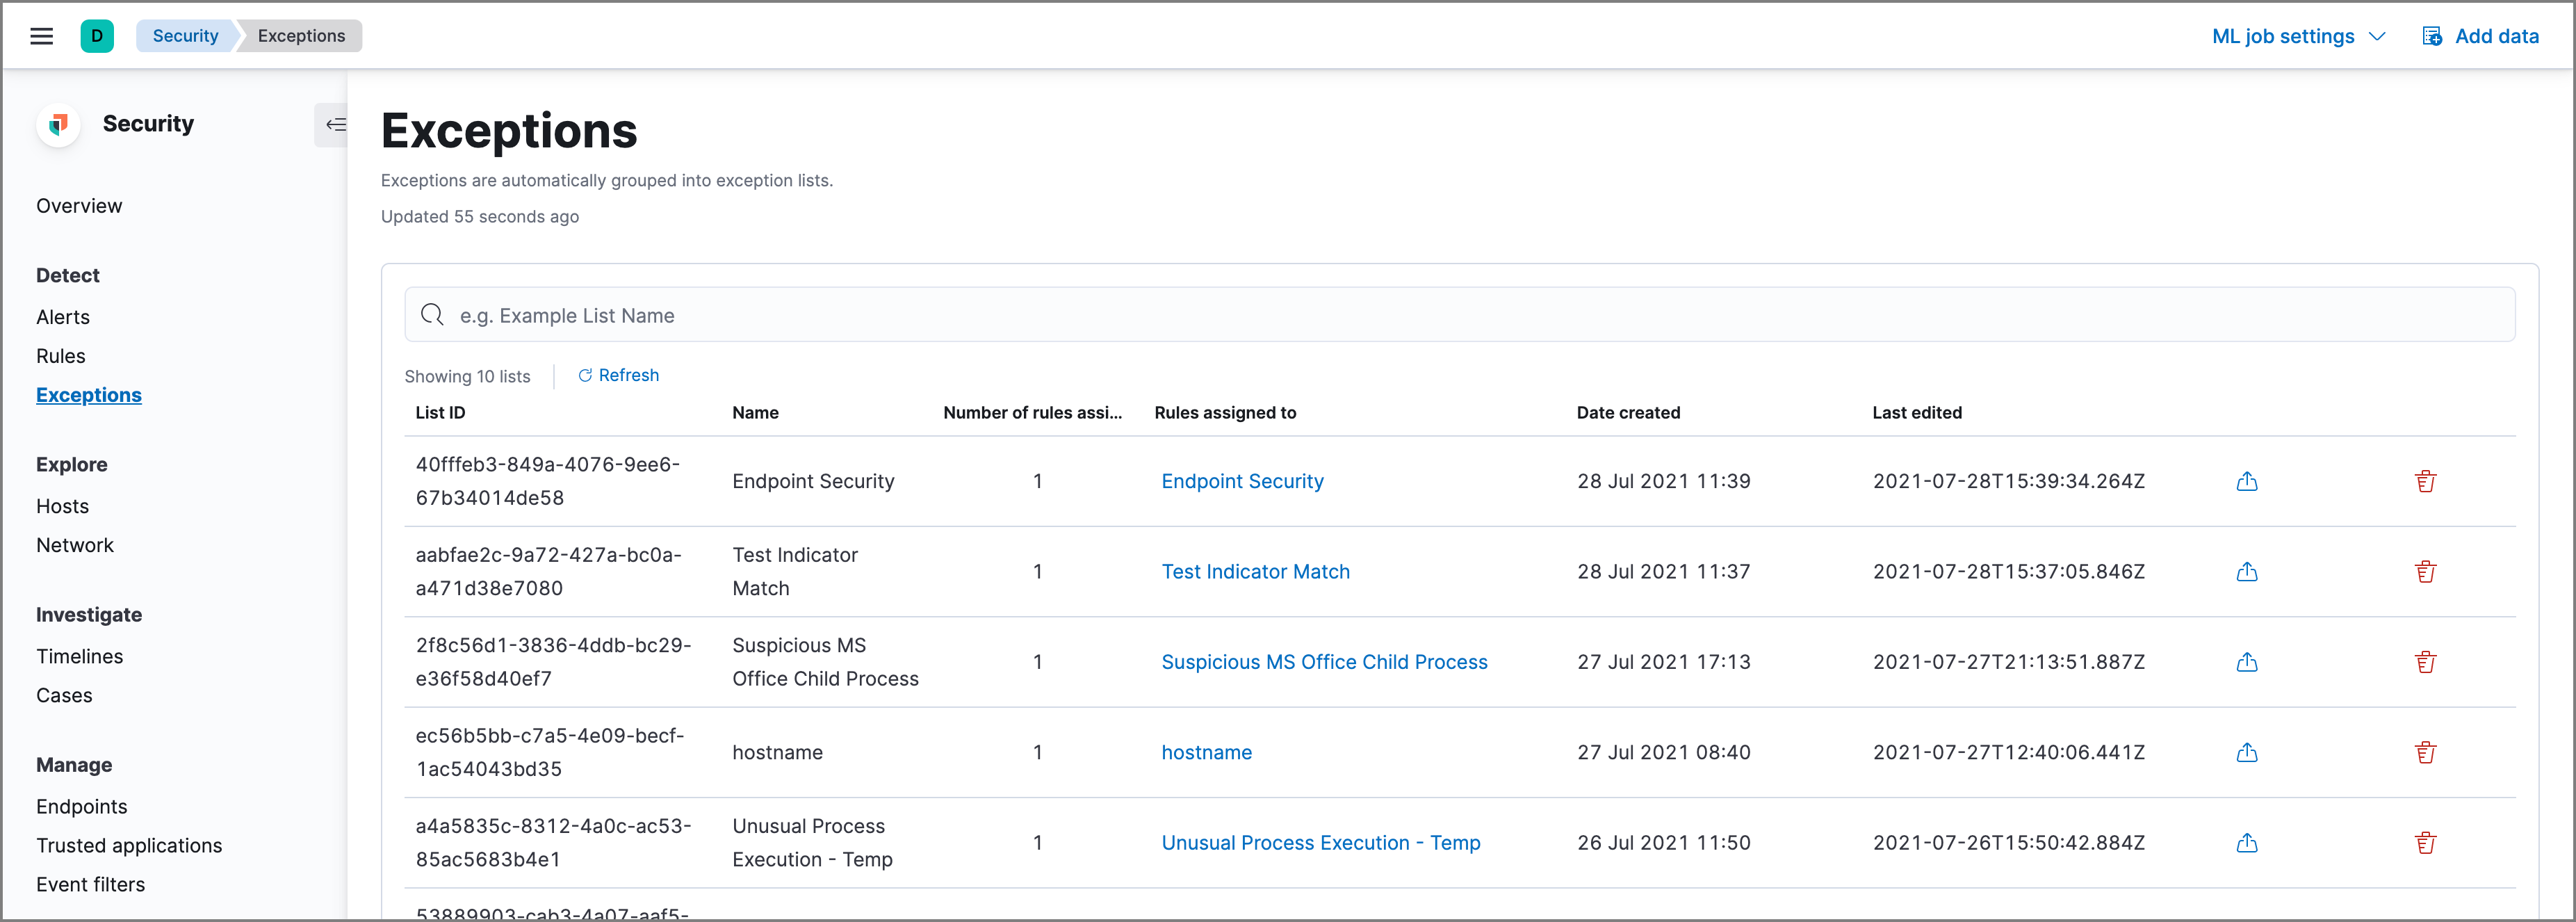 D
Security
Exceptions
ML job settings
Add data
Security
Overview
Detect
Alerts
Rules
Exceptions
Explore
Hosts
Network
Investigate
Timelines
Cases
Manage
Endpoints
Trusted applications
Event filters
Exceptions
Exceptions are automatically grouped into exception lists.
Updated 55 seconds ago
e.g. Example List Name
Showing 10 lists
Refresh
List ID Name Number of rules assi... Rules assigned to Date created Last edited
40fffeb3-849a-4076-9ee6-
67b34014de58
Endpoint Security
1
Endpoint Security
28 Jul 2021 11:39
2021-07-28T15:39:34.264Z
aabfae2c-9a72-427a-bc0a-
a471d38e7080
Test Indicator
Match
1
Test Indicator Match
28 Jul 2021 11:37
2021-07-28T15:37:05.846Z
2f8c56d1-3836-4ddb-bc29-
e36f58d40ef7
Suspicious MS
Office Child Process
1
Suspicious MS Office Child Process
27 Jul 2021 17:13
2021-07-27T21:13:51.887Z
ec56b5bb-c7a5-4e09-becf-
1ac54043bd35
hostname
1
hostname
27 Jul 2021 08:40
2021-07-27T12:40:06.441Z
a4a5835c-8312-4a0c-ac53-
85ac5683b4e1
Unusual Process
Execution - Temp
1
Unusual Process Execution - Temp
26 Jul 2021 11:50
2021-07-26T15:50:42.884Z
53889903-cab3-4a07-aaf5-